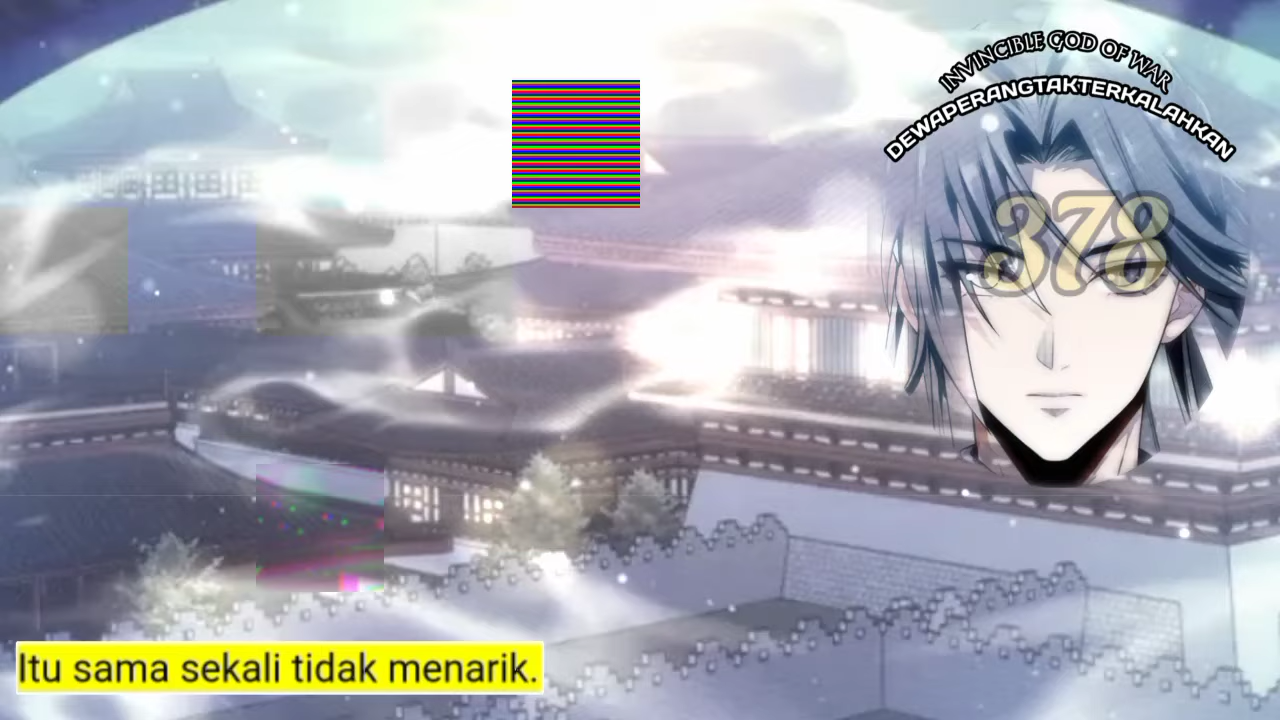 INVINCIBLE GOD OF WAR
DEWAPERANGTAKTERKALAHKAN
378
Itu sama sekali tidak menarik.